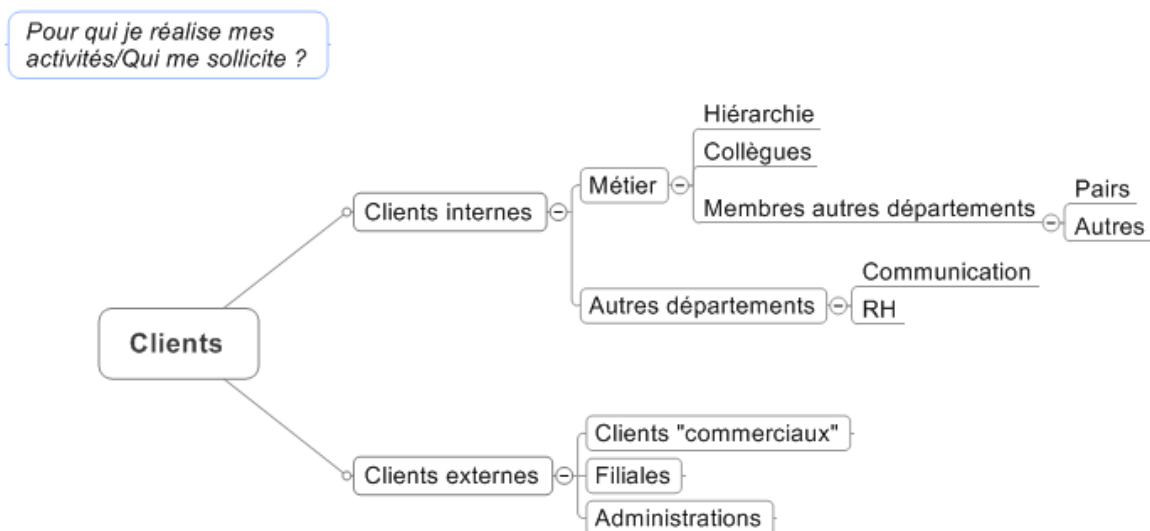 Pour qui je réalise mes
activités/Qui me sollicite ?
Clients
Clients internes
Métier
Hiérarchie
Collègues
Membres autres départements
Pairs
Autres
Autres départements
Communication
RH
Clients externes
Clients "commerciaux"
Filiales
Administrations